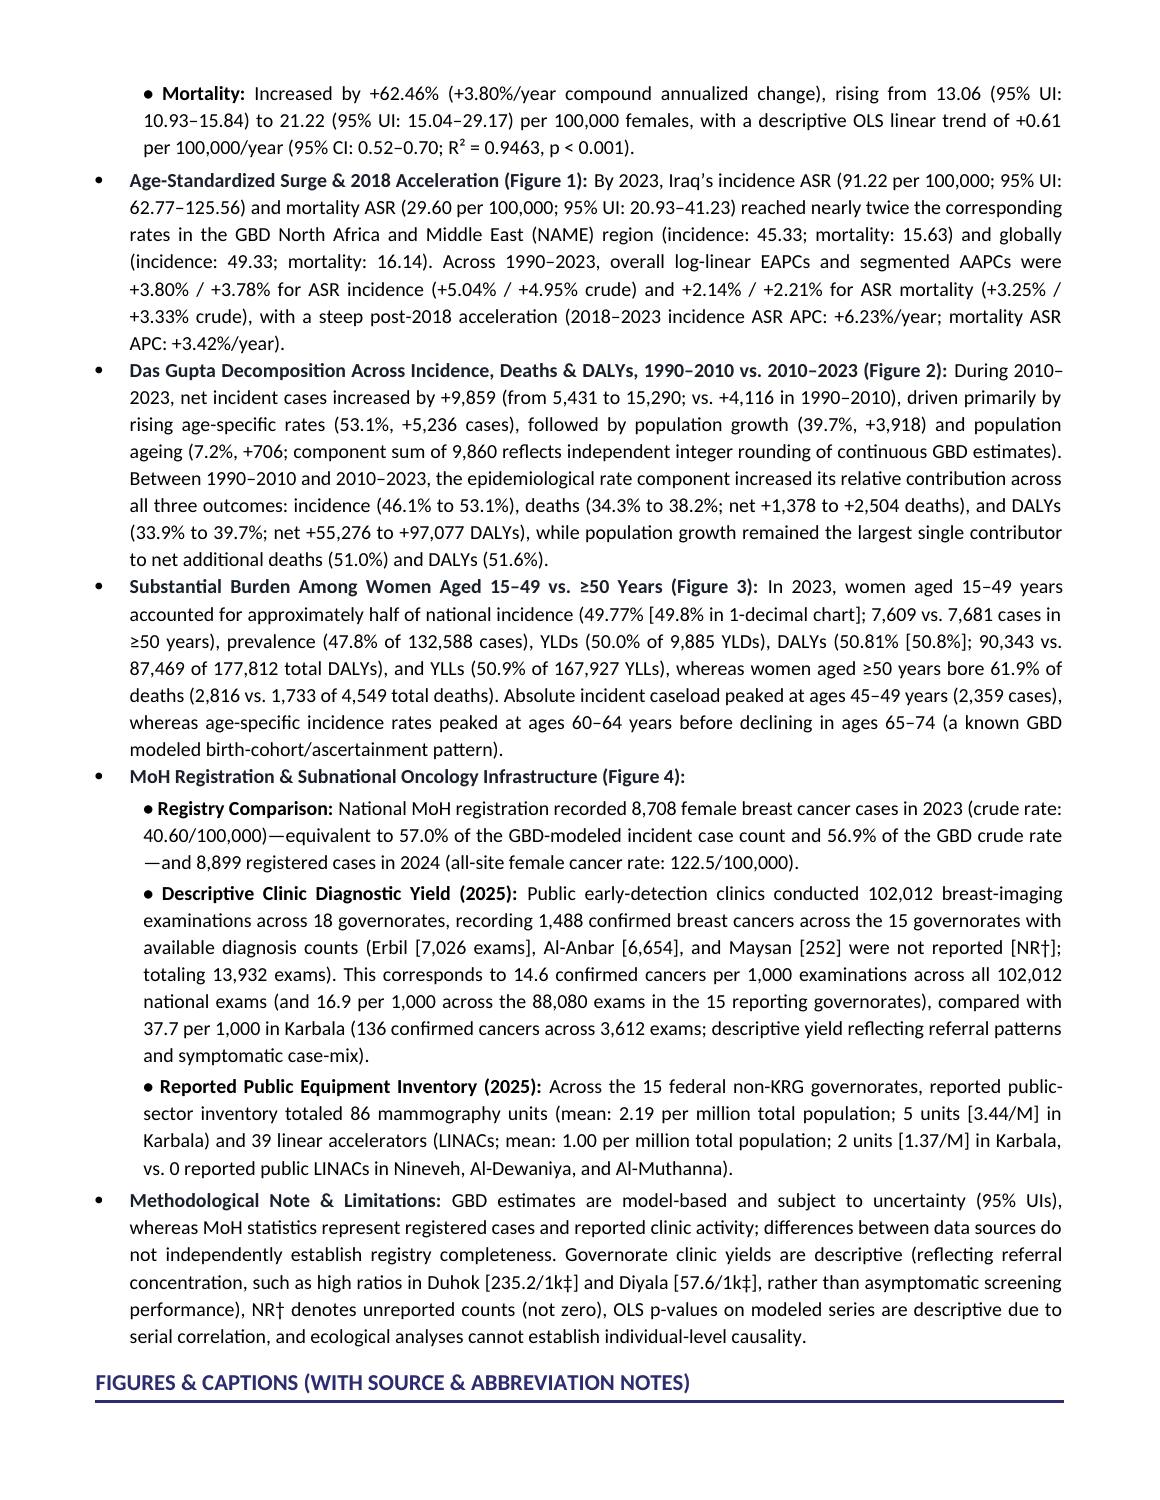 ● Mortality: Increased by +62.46% (+3.80%/year compound annualized change), rising from 13.06 (95% UI:
10.93–15.84) to 21.22 (95% UI: 15.04–29.17) per 100,000 females, with a descriptive OLS linear trend of +0.61
per 100,000/year (95% CI: 0.52–0.70; R² = 0.9463, p < 0.001).
• Age-Standardized Surge & 2018 Acceleration (Figure 1): By 2023, Iraq’s incidence ASR (91.22 per 100,000; 95% UI:
62.77–125.56) and mortality ASR (29.60 per 100,000; 95% UI: 20.93–41.23) reached nearly twice the corresponding
rates in the GBD North Africa and Middle East (NAME) region (incidence: 45.33; mortality: 15.63) and globally
(incidence: 49.33; mortality: 16.14). Across 1990–2023, overall log-linear EAPCs and segmented AAPCs were
+3.80% / +3.78% for ASR incidence (+5.04% / +4.95% crude) and +2.14% / +2.21% for ASR mortality (+3.25% /
+3.33% crude), with a steep post-2018 acceleration (2018–2023 incidence ASR APC: +6.23%/year; mortality ASR
APC: +3.42%/year).
• Das Gupta Decomposition Across Incidence, Deaths & DALYs, 1990–2010 vs. 2010–2023 (Figure 2): During 2010–
2023, net incident cases increased by +9,859 (from 5,431 to 15,290; vs. +4,116 in 1990–2010), driven primarily by
rising age-specific rates (53.1%, +5,236 cases), followed by population growth (39.7%, +3,918) and population
ageing (7.2%, +706; component sum of 9,860 reflects independent integer rounding of continuous GBD estimates).
Between 1990–2010 and 2010–2023, the epidemiological rate component increased its relative contribution across
all three outcomes: incidence (46.1% to 53.1%), deaths (34.3% to 38.2%; net +1,378 to +2,504 deaths), and DALYs
(33.9% to 39.7%; net +55,276 to +97,077 DALYs), while population growth remained the largest single contributor
to net additional deaths (51.0%) and DALYs (51.6%).
• Substantial Burden Among Women Aged 15–49 vs. ≥50 Years (Figure 3): In 2023, women aged 15–49 years
accounted for approximately half of national incidence (49.77% [49.8% in 1-decimal chart]; 7,609 vs. 7,681 cases in
≥50 years), prevalence (47.8% of 132,588 cases), YLDs (50.0% of 9,885 YLDs), DALYs (50.81% [50.8%]; 90,343 vs.
87,469 of 177,812 total DALYs), and YLLs (50.9% of 167,927 YLLs), whereas women aged ≥50 years bore 61.9% of
deaths (2,816 vs. 1,733 of 4,549 total deaths). Absolute incident caseload peaked at ages 45–49 years (2,359 cases),
whereas age-specific incidence rates peaked at ages 60–64 years before declining in ages 65–74 (a known GBD
modeled birth-cohort/ascertainment pattern).
• MoH Registration & Subnational Oncology Infrastructure (Figure 4):
● Registry Comparison: National MoH registration recorded 8,708 female breast cancer cases in 2023 (crude rate:
40.60/100,000)—equivalent to 57.0% of the GBD-modeled incident case count and 56.9% of the GBD crude rate
—and 8,899 registered cases in 2024 (all-site female cancer rate: 122.5/100,000).
● Descriptive Clinic Diagnostic Yield (2025): Public early-detection clinics conducted 102,012 breast-imaging
examinations across 18 governorates, recording 1,488 confirmed breast cancers across the 15 governorates with
available diagnosis counts (Erbil [7,026 exams], Al-Anbar [6,654], and Maysan [252] were not reported [NR†];
totaling 13,932 exams). This corresponds to 14.6 confirmed cancers per 1,000 examinations across all 102,012
national exams (and 16.9 per 1,000 across the 88,080 exams in the 15 reporting governorates), compared with
37.7 per 1,000 in Karbala (136 confirmed cancers across 3,612 exams; descriptive yield reflecting referral patterns
and symptomatic case-mix).
● Reported Public Equipment Inventory (2025): Across the 15 federal non-KRG governorates, reported public-
sector inventory totaled 86 mammography units (mean: 2.19 per million total population; 5 units [3.44/M] in
Karbala) and 39 linear accelerators (LINACs; mean: 1.00 per million total population; 2 units [1.37/M] in Karbala,
vs. 0 reported public LINACs in Nineveh, Al-Dewaniya, and Al-Muthanna).
• Methodological Note & Limitations: GBD estimates are model-based and subject to uncertainty (95% UIs),
whereas MoH statistics represent registered cases and reported clinic activity; differences between data sources do
not independently establish registry completeness. Governorate clinic yields are descriptive (reflecting referral
concentration, such as high ratios in Duhok [235.2/1k‡] and Diyala [57.6/1k‡], rather than asymptomatic screening
performance), NR† denotes unreported counts (not zero), OLS p-values on modeled series are descriptive due to
serial correlation, and ecological analyses cannot establish individual-level causality.
FIGURES & CAPTIONS (WITH SOURCE & ABBREVIATION NOTES)